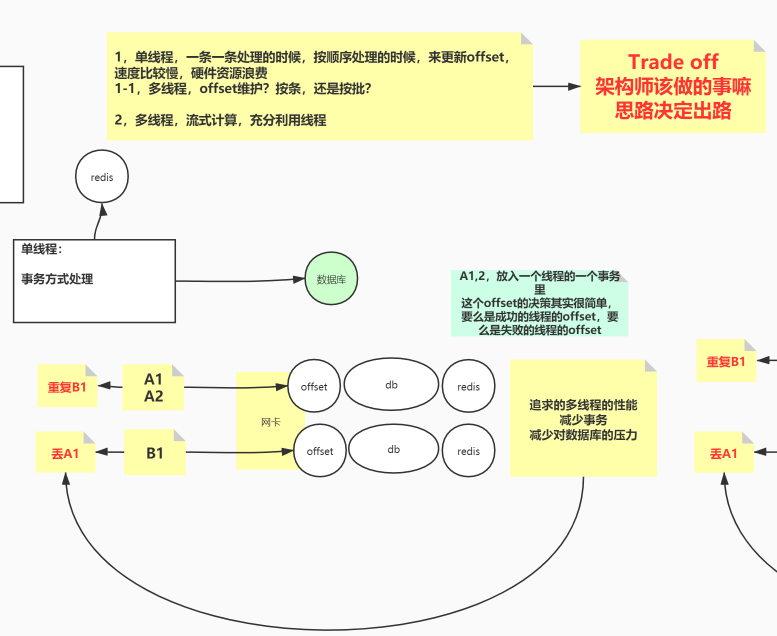 1，单线程，一条一条处理的时候，按顺序处理的时候，来更新offset，
速度比较慢，硬件资源浪费
1-1，多线程，offset维护？按条，还是按批？
2，多线程，流式计算，充分利用线程
Trade off
架构师该做的事嘛
思路决定出路
redis
单线程：
事务方式处理
数据库
A1,2，放入一个线程的一个事务
里
这个offset的决策其实很简单，
要么是成功的线程的offset，要
么是失败的线程的offset
重复B1
A1
A2
网卡
offset
db
redis
丢A1
B1
offset
db
redis
追求的多线程的性能
减少事务
减少对数据库的压力
重复B1
丢A1